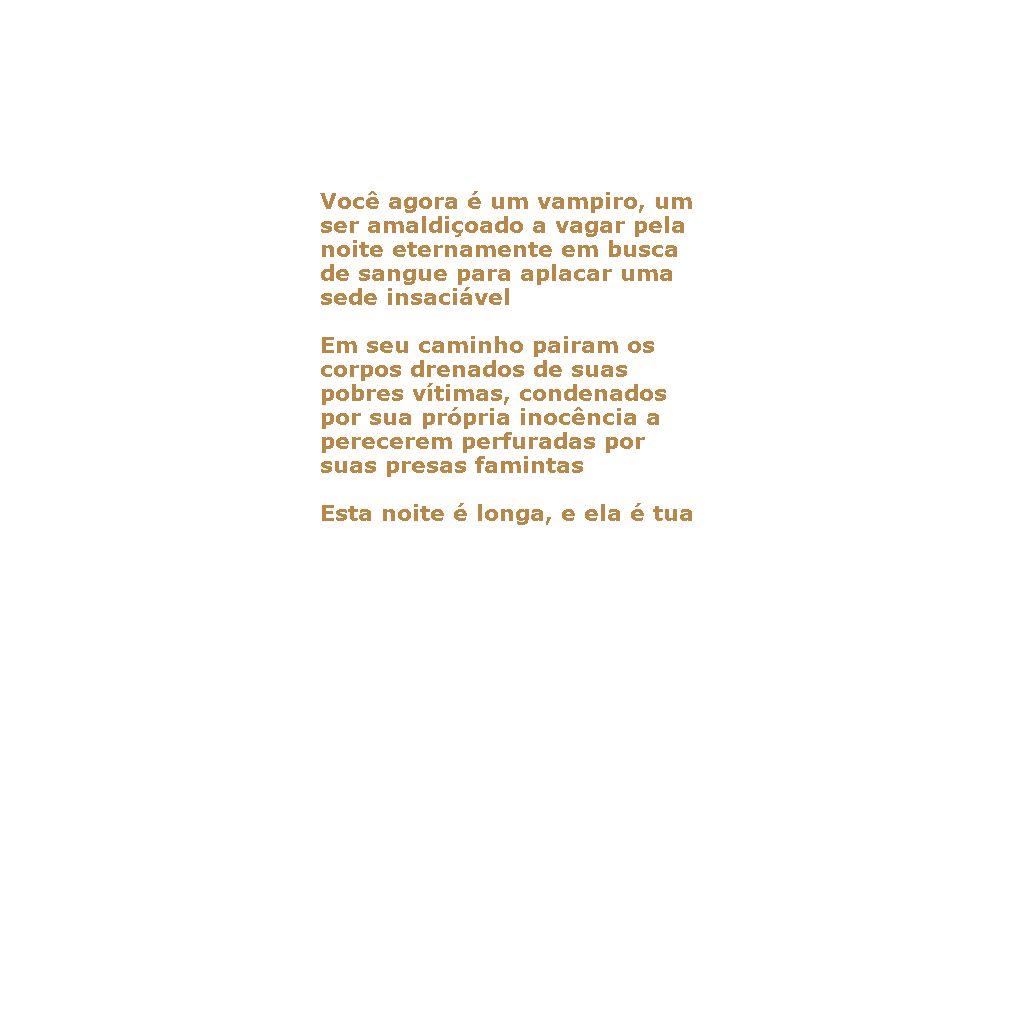 Você agora é um vampiro, um
ser amaldiçoado a vagar pela
noite eternamente em busca
de sangue para aplacar uma
sede insaciável
Em seu caminho pairam os
corpos drenados de suas
pobres vítimas, condenados
por sua própria inocência a
perecerem perfuradas por
suas presas famintas
Esta noite é longa, e ela é tua